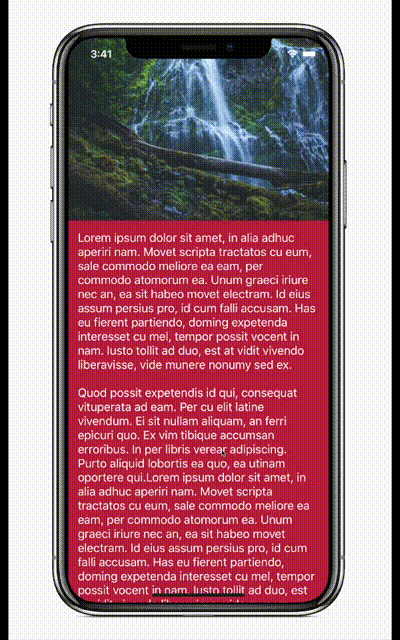 3:41
Lorem ipsum dolor sit amet, in alia adhuc
aperiri nam. Movet scripta tractatos cu eum,
sale commodo meliore ea eam, per
commodo atomorum ea. Unum graeci iriure
nec an, ea sit habeo movet electram. Id eius
assum persius pro, id cum falli accusam. Has
eu fierent partiendo, doming expetenda
interesset cu mel, tempor possit vocent in
nam. Iusto tollit ad duo, est at vidit vivendo
liberavisse, vide munere nonumy sed ex.
Quod possit expetendis id qui, consequat
vituperata ad eam. Per cu elit latine
vivendum. Ei sit nullam aliquam, an ferri
epicuri quo. Ex vim tibique accumsan
erroribus. In per libris verear adipiscing.
Purto aliquid lobortis ea quo, ea utinam
oportere qui.Lorem ipsum dolor sit amet, in
alia adhuc aperiri nam. Movet scripta
tractatos cu eum, sale commodo meliore ea
eam, per commodo atomorum ea. Unum
graeci iriure nec an, ea sit habeo movet
electram. Id eius assum persius pro, id cum
falli accusam. Has eu fierent partiendo,
doming expetenda interesset cu mel, tempor
possit vocent in nam. Iusto tollit ad duo, est